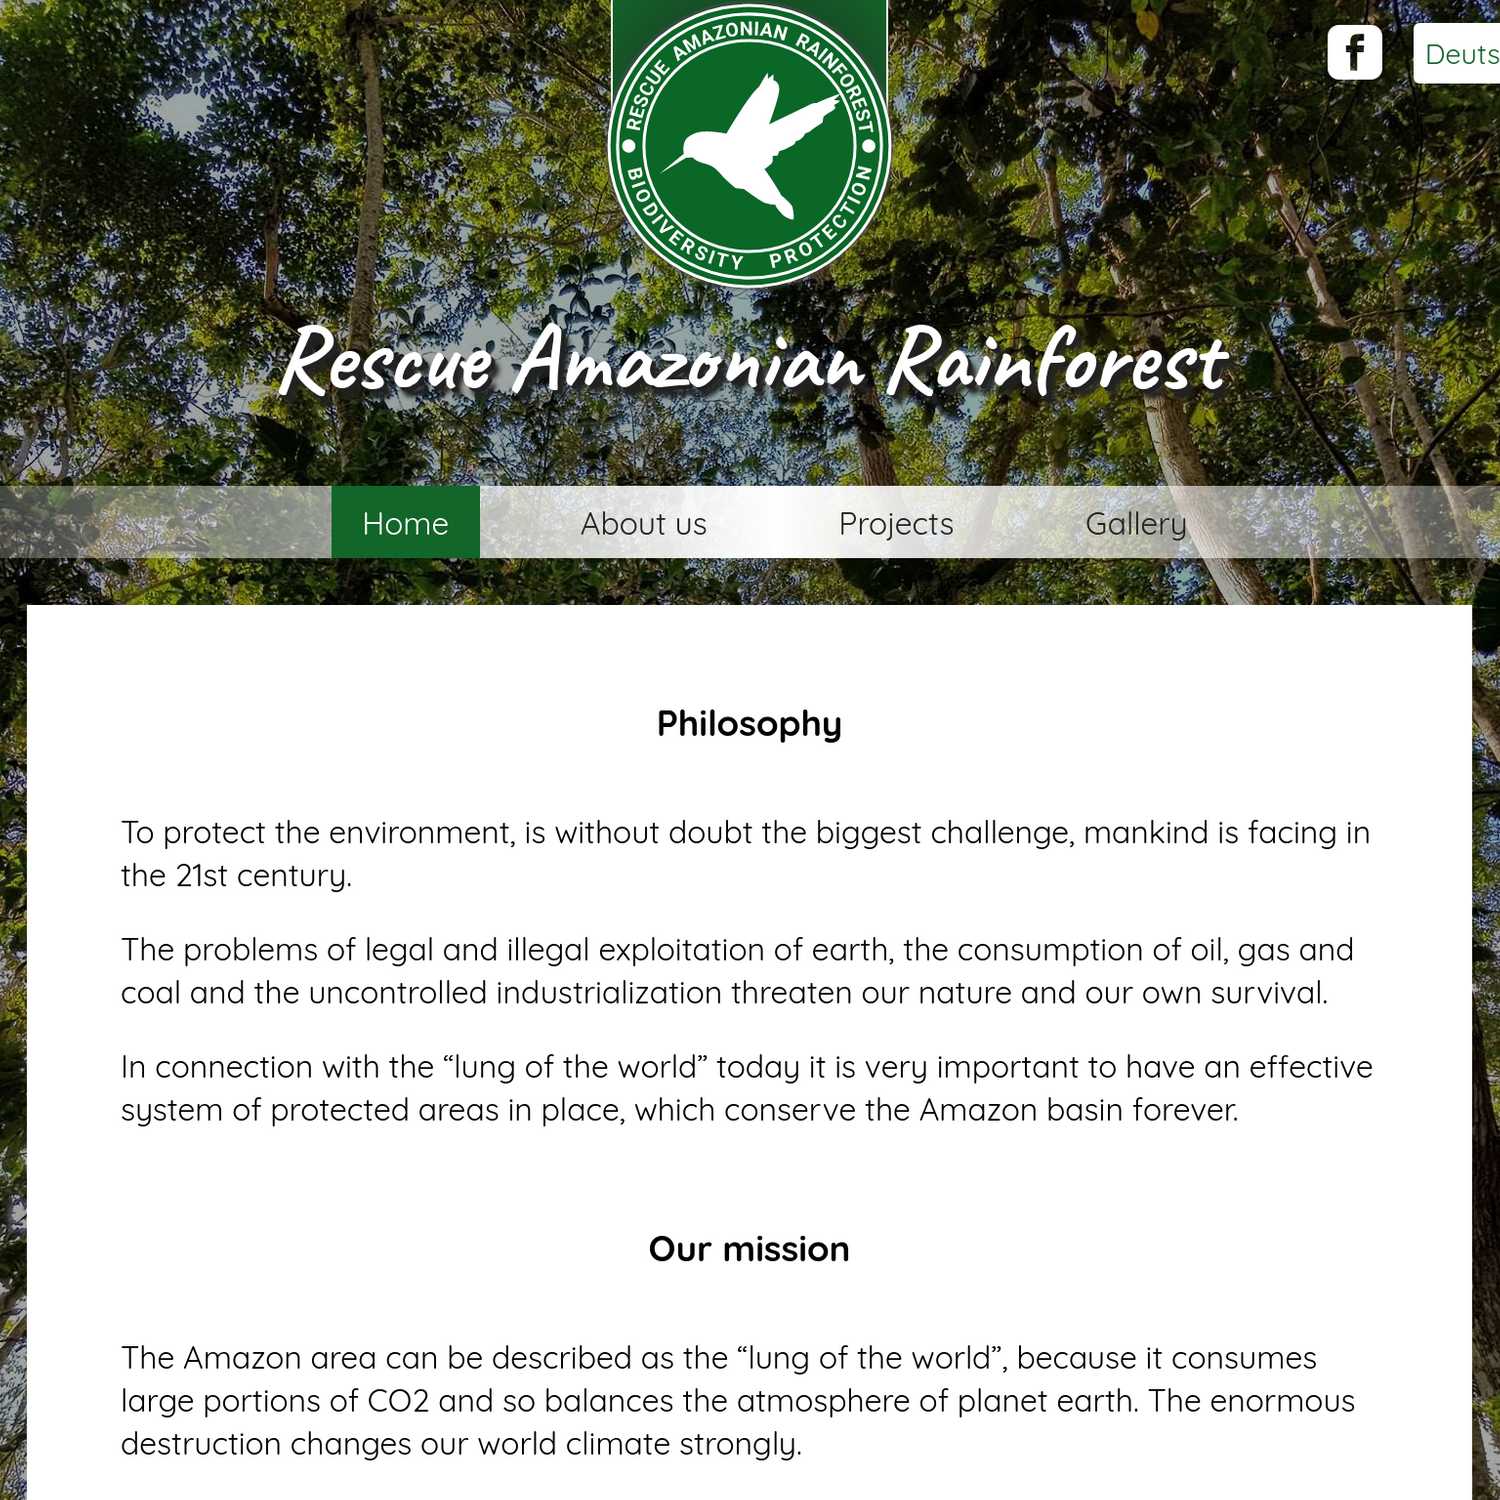 RESCUE AMAZONIAN RAINFOREST
BIODIVERSITY PROTECTION
f
Deuts
Rescue Amazonian Rainforest
Home About us Projects Gallery
Philosophy
To protect the environment, is without doubt the biggest challenge, mankind is facing in
the 21st century.
The problems of legal and illegal exploitation of earth, the consumption of oil, gas and
coal and the uncontrolled industrialization threaten our nature and our own survival.
In connection with the “lung of the world” today it is very important to have an effective
system of protected areas in place, which conserve the Amazon basin forever.
Our mission
The Amazon area can be described as the “lung of the world”, because it consumes
large portions of CO2 and so balances the atmosphere of planet earth. The enormous
destruction changes our world climate strongly.